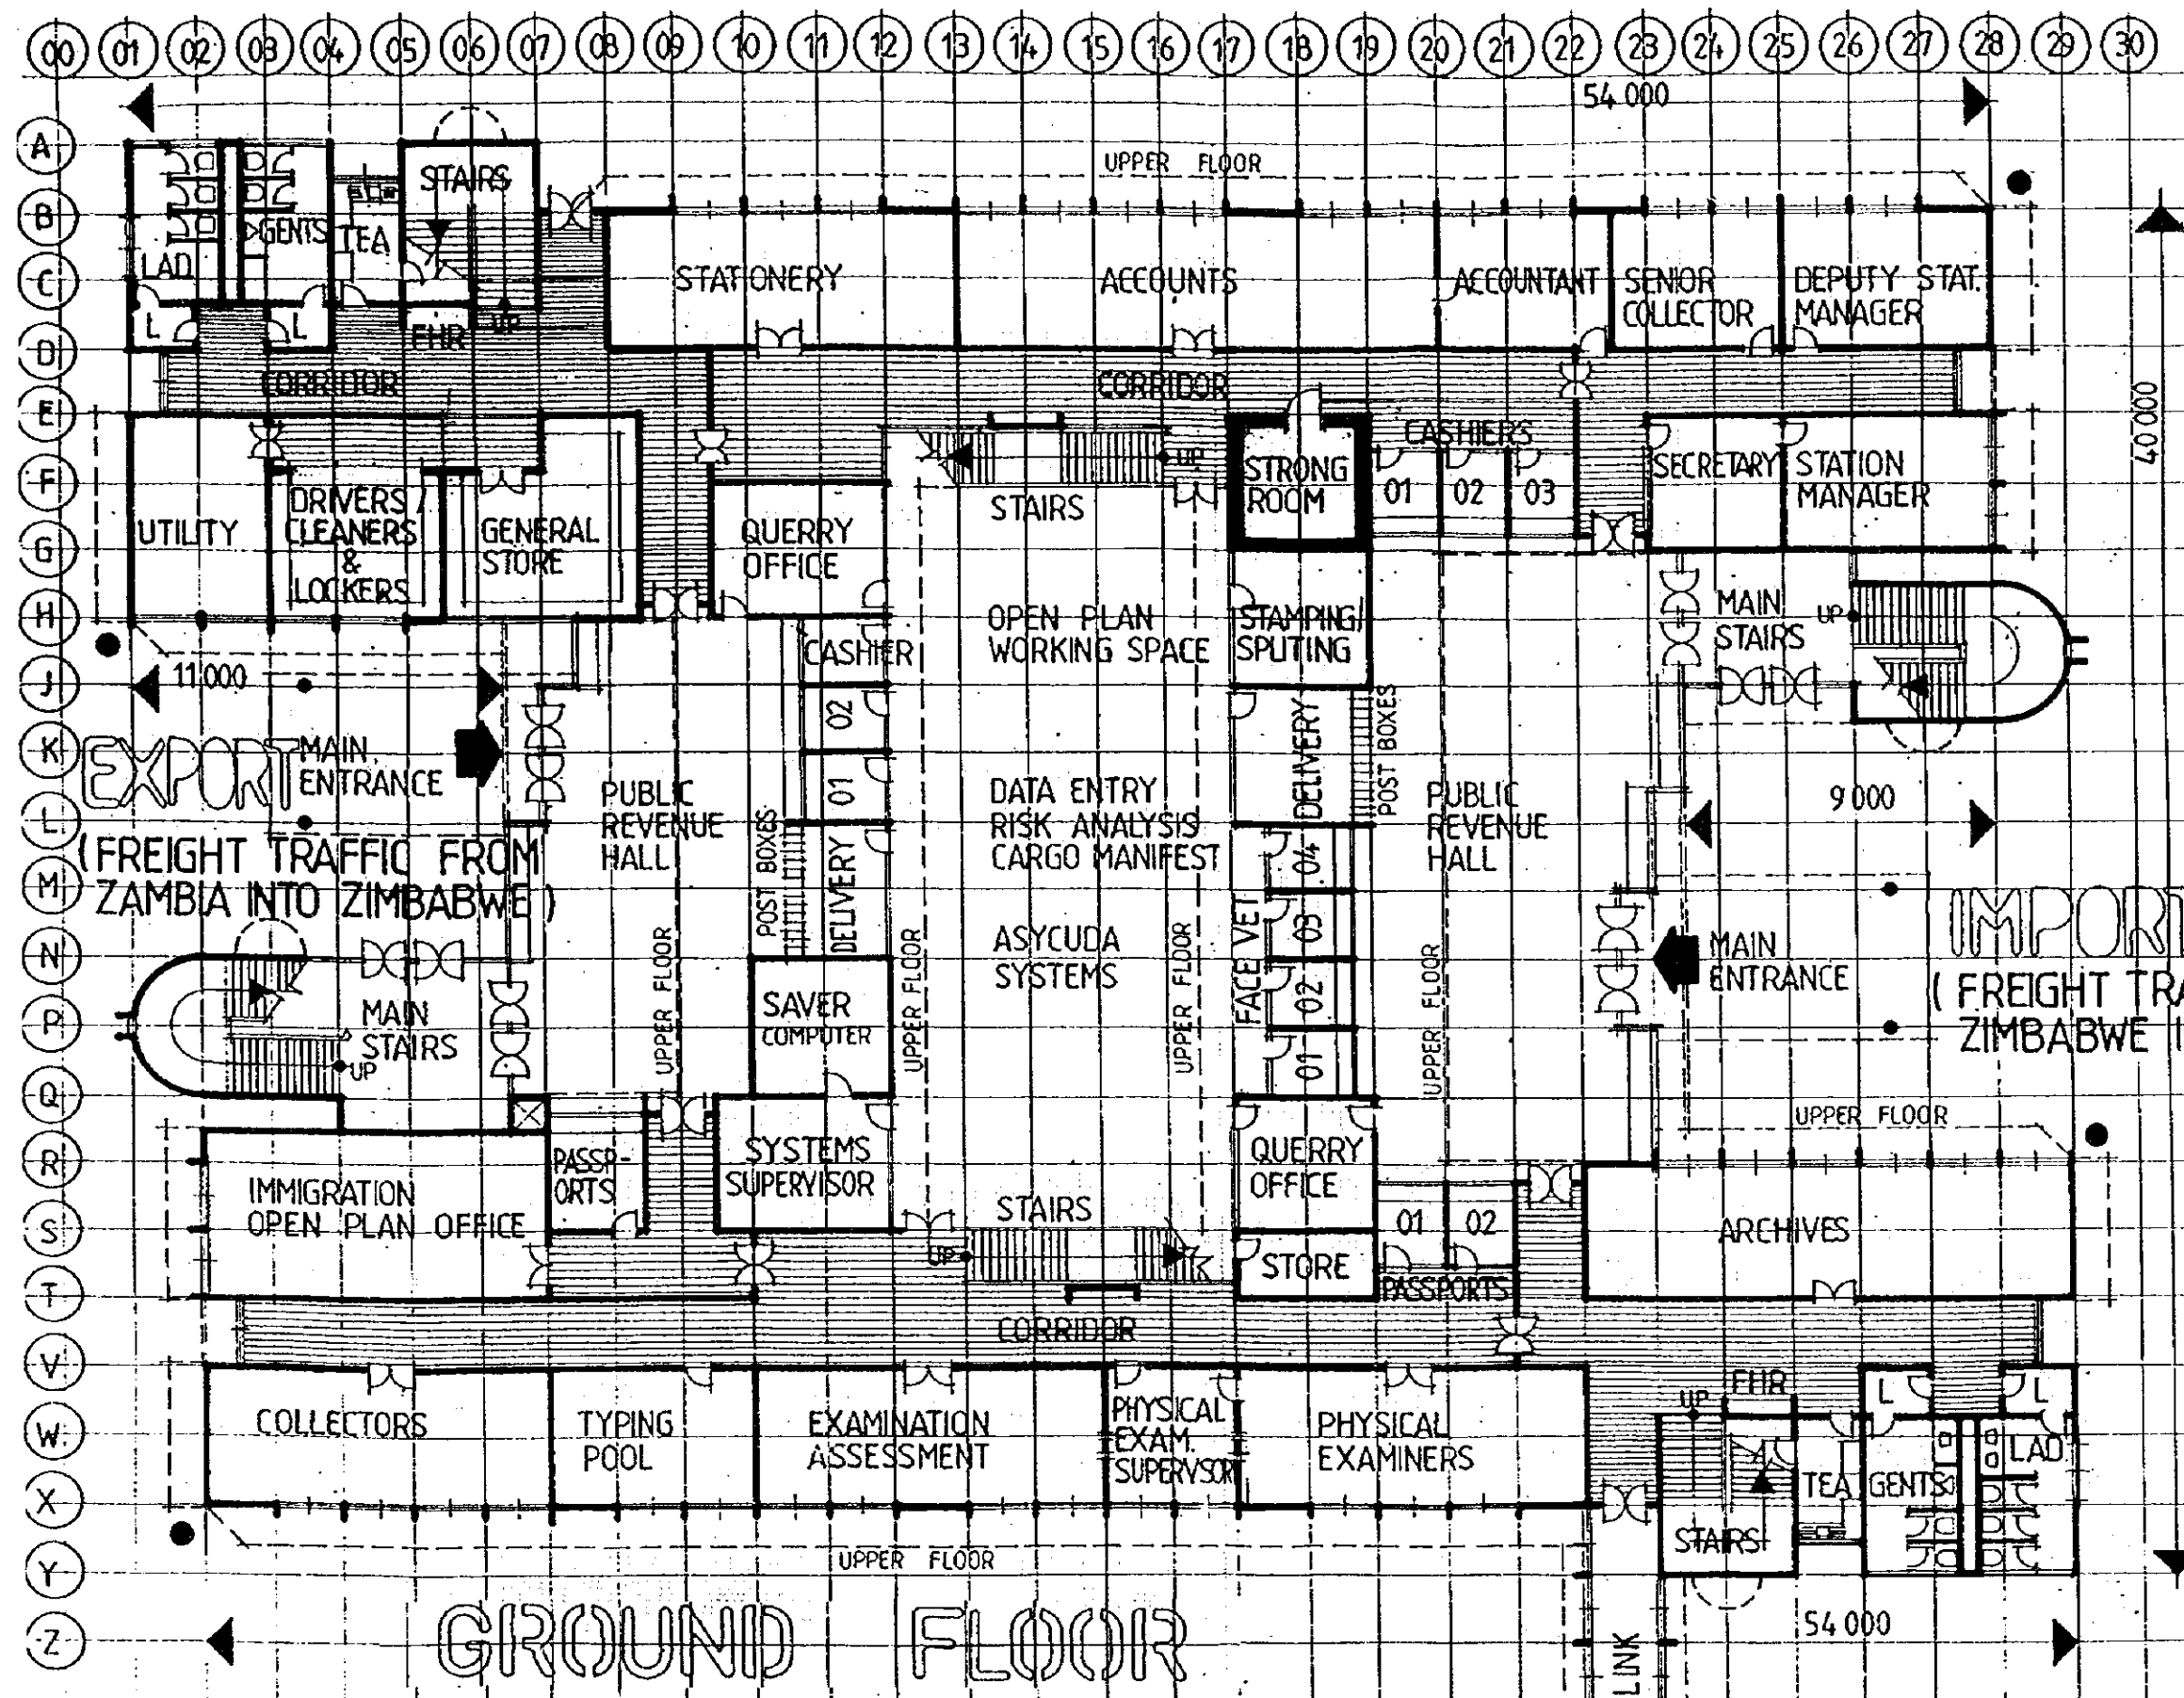 00 01 02 03 04 05 06 07 08 09 10 11 12 13 14 15 16 17 18 19 20 21 22 23 24 25 26 27 28 29 30
54 000
A
UPPER FLOOR
STAIRS
B
GENTS
TEA
LAD
C
STATIONERY
ACCOUNTS
ACCOUNTANT
SENIOR
COLLECTOR
DEPUTY STAT.
MANAGER
L
L
FHR
UP
D
CORRIDOR
CORRIDOR
40 000
E
CASHIERS
UP
STRONG
ROOM
01
02
03
SECRETARY
STATION
MANAGER
F
DRIVERS /
CLEANERS
&
LOCKERS
UTILITY
GENERAL
STORE
QUERRY
OFFICE
STAIRS
G
H
OPEN PLAN
WORKING SPACE
STAMPING/
SPLITING
MAIN
STAIRS
UP
CASHIER
11 000
J
02
01
K
EXPORT
MAIN
ENTRANCE
PUBLIC
REVENUE
HALL
POST BOXES
DELIVERY
DATA ENTRY
RISK ANALYSIS
CARGO MANIFEST
DELIVERY
POST BOXES
PUBLIC
REVENUE
HALL
9 000
L
(FREIGHT TRAFFIC FROM
ZAMBIA INTO ZIMBABWE)
M
04
03
02
01
FACE VET
IMPORT
N
ASYCUDA
SYSTEMS
MAIN
ENTRANCE
UPPER FLOOR
UPPER FLOOR
UPPER FLOOR
UPPER FLOOR
(FREIGHT TRA
ZIMBABWE I
SAVER
COMPUTER
P
MAIN
STAIRS
UP
Q
UPPER FLOOR
R
PASSP-
ORTS
SYSTEMS
SUPERVISOR
QUERRY
OFFICE
IMMIGRATION
OPEN PLAN OFFICE
S
STAIRS
01
02
ARCHIVES
UP
STORE
T
PASSPORTS
CORRIDOR
V
FHR
UP
L
L
W
COLLECTORS
TYPING
POOL
EXAMINATION
ASSESSMENT
PHYSICAL
EXAM.
SUPERVSOR
PHYSICAL
EXAMINERS
LAD
TEA
GENTS
X
STAIRS
UPPER FLOOR
Y
Z
GROUND FLOOR
LINK
54 000